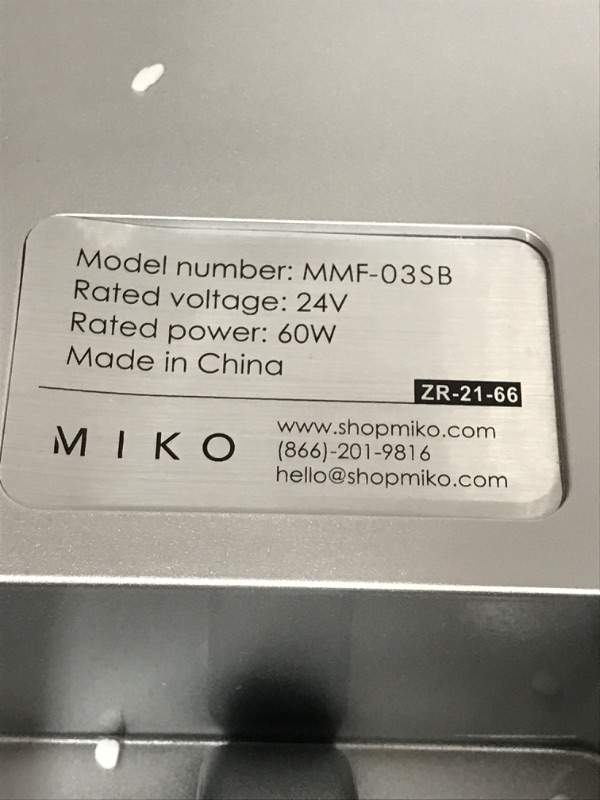 Model number: MMF-03SB
Rated voltage: 24V
Rated power: 60W
Made in China
ZR-21-66
MIKO
www.shopmiko.com
(866)-201-9816
hello@shopmiko.com